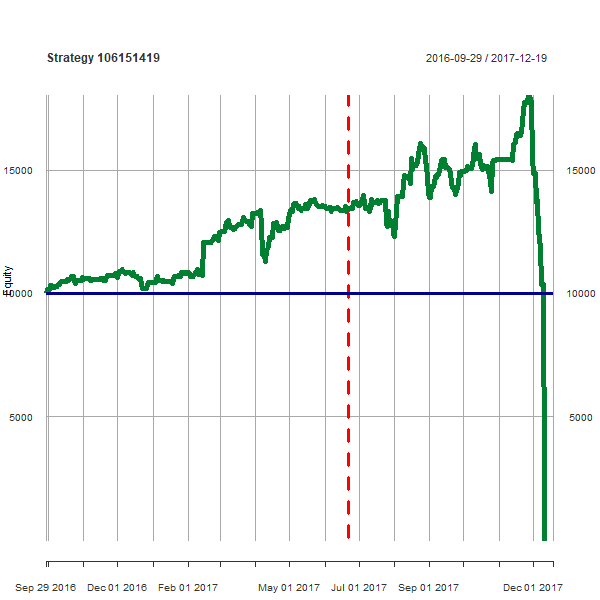 Strategy 106151419
2016-09-29 / 2017-12-19
15000
15000
Equity
10000
10000
5000
5000
Sep 29 2016
Dec 01 2016
Feb 01 2017
May 01 2017
Jul 01 2017
Sep 01 2017
Dec 01 2017